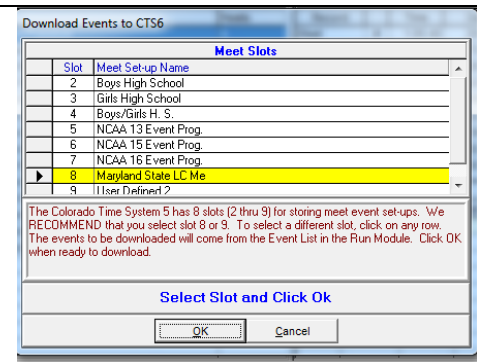 Download Events to CTS6
Meet Slots
Slot Meet Set-up Name
2 Boys High School
3 Girls High School
4 Boys/Girls H. S.
5 NCAA 13 Event Prog.
6 NCAA 15 Event Prog.
7 NCAA 16 Event Prog.
8 Maryland State LC Me
9 User Defined 2
The Colorado Time System 5 has 8 slots (2 thru 9) for storing meet event set-ups. We
RECOMMEND that you select slot 8 or 9. To select a different slot, click on any row.
The events to be downloaded will come from the Event List in the Run Module. Click OK
when ready to download.
Select Slot and Click Ok
OK Cancel